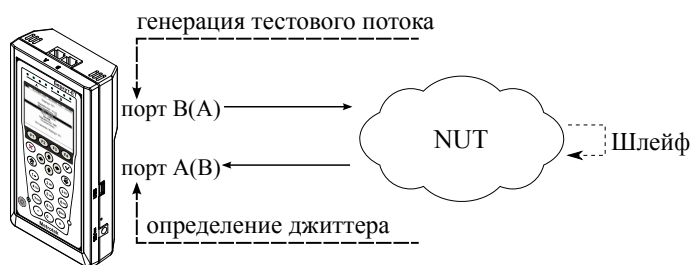 генерация тестового потока
порт B(A)
NUT
Шлейф
порт A(B)
определение джиттера